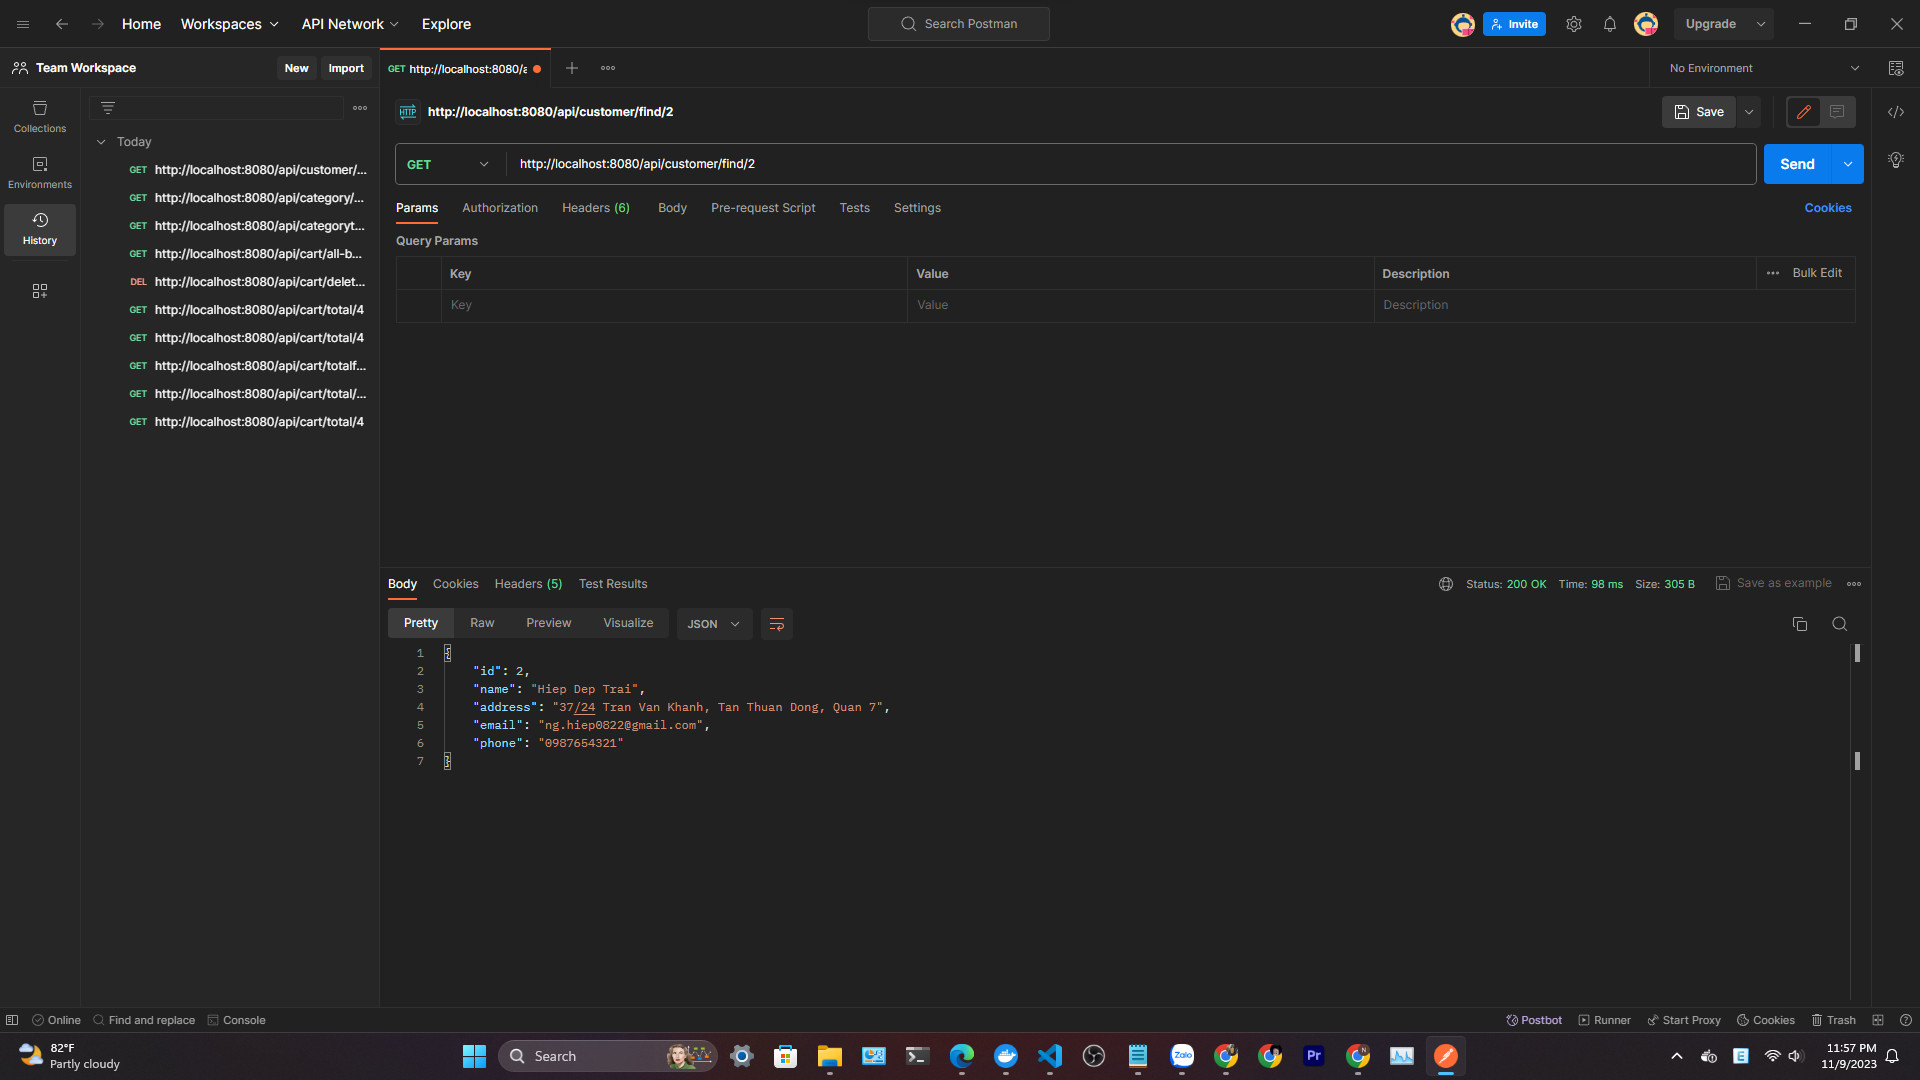 Home
Workspaces
API Network
Explore
Search Postman
Invite
Upgrade
Team Workspace
New
Import
GET http://localhost:8080/a
No Environment
Collections
Environments
History
Today
GET http://localhost:8080/api/customer/...
GET http://localhost:8080/api/category/...
GET http://localhost:8080/api/categoryt...
GET http://localhost:8080/api/cart/all-b...
DEL http://localhost:8080/api/cart/delet...
GET http://localhost:8080/api/cart/total/4
GET http://localhost:8080/api/cart/total/4
GET http://localhost:8080/api/cart/totalf...
GET http://localhost:8080/api/cart/total/...
GET http://localhost:8080/api/cart/total/4
HTTP http://localhost:8080/api/customer/find/2
Save
GET http://localhost:8080/api/customer/find/2
Send
Params Authorization Headers (6) Body Pre-request Script Tests Settings
Cookies
Query Params
Key Value Description Bulk Edit
Key Value Description
Body Cookies Headers (5) Test Results
Status: 200 OK Time: 98 ms Size: 305 B Save as example
Pretty Raw Preview Visualize JSON
1 {
2 "id": 2,
3 "name": "Hiep Dep Trai",
4 "address": "37/24 Tran Van Khanh, Tan Thuan Dong, Quan 7",
5 "email": "ng.hiep0822@gmail.com",
6 "phone": "0987654321"
7 }
Online Find and replace Console
Postbot Runner Start Proxy Cookies Trash
82°F
Partly cloudy
Search
Zalo
Pr
E
11:57 PM
11/9/2023